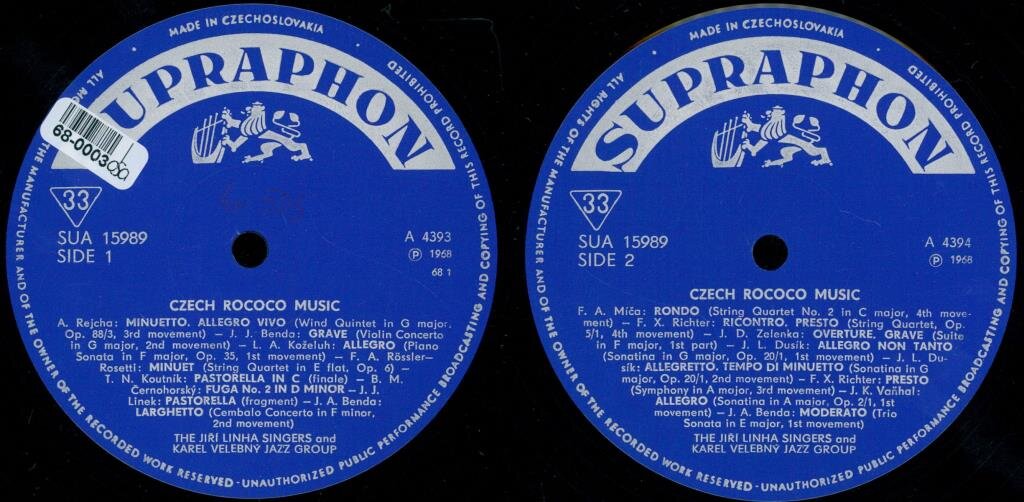 MADE IN CZECHOSLOVAKIA
UPRAPHON
68-0003
33
SUA 15989
SIDE 1
A 4393
Ⓟ 1968
68 1
CZECH ROCOCO MUSIC
A. Rejcha: MINUETTO. ALLEGRO VIVO (Wind Quintet in G major,
Op. 88/3, 3rd movement) — J. J. Benda: GRAVE (Violin Concerto
in G major, 2nd movement) — L. A. Koželuh: ALLEGRO (Piano
Sonata in F major, Op. 35, 1st movement) — F. A. Rössler-
Rosetti: MINUET (String Quartet in E flat, Op. 6) —
T. N. Koutník: PASTORELLA IN C (finale) — B. M.
Černohorský: FUGA No. 2 IN D MINOR — J. J.
Linek: PASTORELLA (fragment) — J. A. Benda:
LARGHETTO (Cembalo Concerto in F minor,
2nd movement)
THE JIŘÍ LINHA SINGERS and
KAREL VELEBNÝ JAZZ GROUP
ALL RIG THE MANUFACTURER AND OF THE OWNER OF THE RECORDED WORK RESERVED - UNAUTHORIZED PUBLIC PERFORMANCE BROADCASTING AND COPYING OF THIS RECORD PROHIBITED
MADE IN CZECHOSLOVAKIA
SUPRAPHON
33
SUA 15989
SIDE 2
A 4394
Ⓟ 1968
CZECH ROCOCO MUSIC
F. A. Míča: RONDO (String Quartet No. 2 in C major, 4th move-
ment) — F. X. Richter: RICONTRO. PRESTO (String Quartet, Op.
5/1, 4th movement) — J. D. Zelenka: OVERTURE. GRAVE (Suite
in F major, 1st part) — J. L. Dusík: ALLEGRO NON TANTO
(Sonatina in G major, Op. 20/1, 1st movement) — J. L. Du-
sík: ALLEGRETTO. TEMPO DI MINUETTO (Sonatina in G
major, Op. 20/1, 2nd movement) — F. X. Richter: PRESTO
(Symphony in A major, 3rd movement) — J. K. Vaňhal:
ALLEGRO (Sonatina in A major, Op. 2/1, 1st
movement) — J. A. Benda: MODERATO (Trio
Sonata in E major, 1st movement)
THE JIŘÍ LINHA SINGERS and
KAREL VELEBNÝ JAZZ GROUP
ALL RIGHTS OF THE MANUFACTURER AND OF THE OWNER OF THE RECORDED WORK RESERVED - UNAUTHORIZED PUBLIC PERFORMANCE BROADCASTING AND COPYING OF THIS RECORD PROHIBITED